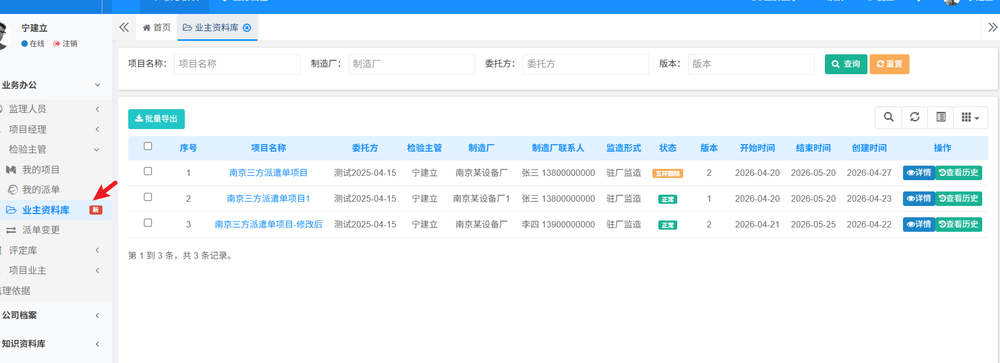 宁建立
在线 注销
首页 业务资料库
业务办公
监理人员
项目经理
检验主管
我的项目
我的派单
业主资料库 新
派单变更
评定库
项目业主
监理依据
公司档案
知识资料库
项目名称： 项目名称 制造厂： 制造厂 委托方： 委托方 版本： 版本 查询 重置
批量导出
序号 项目名称 委托方 检验主管 制造厂 制造厂联系人 监造形式 状态 版本 开始时间 结束时间 创建时间 操作
1 南京三方派遣单项目 测试2025-04-15 宁建立 南京某设备厂 张三 13800000000 驻厂监造 五环删除 2 2026-04-20 2026-05-20 2026-04-27 详情 查看历史
2 南京三方派遣单项目1 测试2025-04-15 宁建立 南京某设备厂1 张三 13800000000 驻厂监造 正常 1 2026-04-20 2026-05-20 2026-04-23 详情 查看历史
3 南京三方派遣单项目-修改后 测试2025-04-15 宁建立 南京某设备厂 李四 13900000000 驻厂监造 正常 2 2026-04-21 2026-05-25 2026-04-22 详情 查看历史
第 1 到 3 条，共 3 条记录。